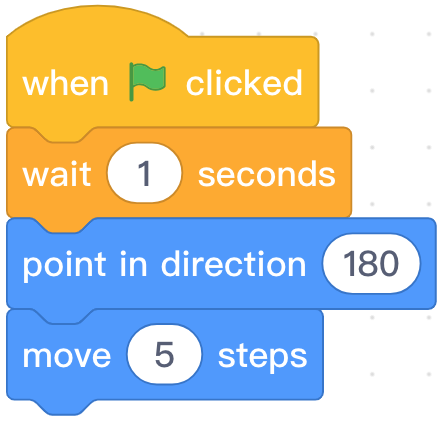 when clicked
wait 1 seconds
point in direction 180
move 5 steps